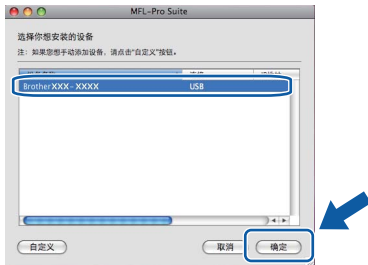 MFL-Pro Suite
选择你想安装的设备
注：如果您想手动添加设备，请点击“自定义”按钮。
BrotherXXX-XXXX USB
自定义 取消 确定